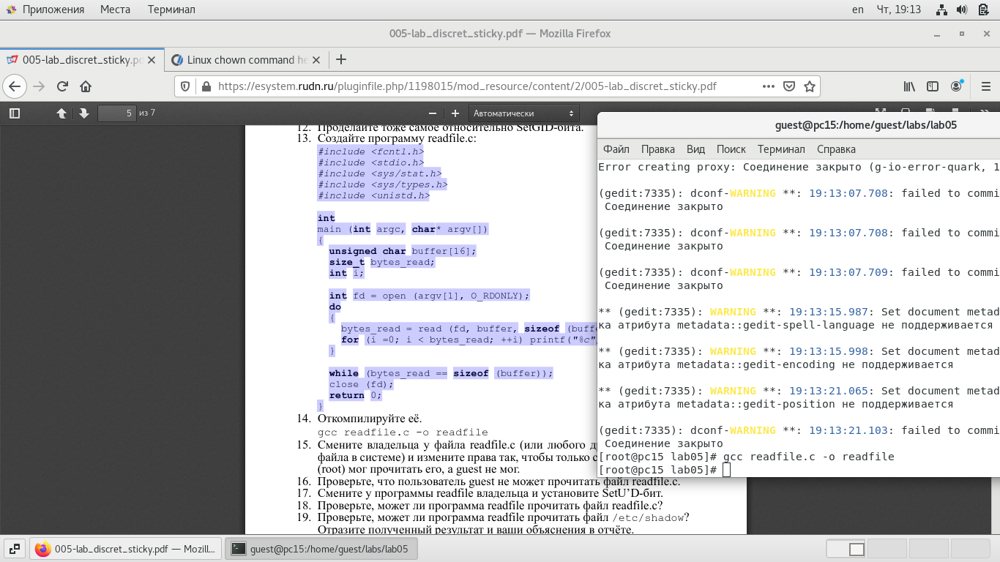 Приложения Места Терминал en Чт, 19:13
005-lab_discret_sticky.pdf — Mozilla Firefox
005-lab_discret_sticky.pd Linux chown command he
https://esystem.rudn.ru/pluginfile.php/1198015/mod_resource/content/2/005-lab_discret_sticky.pdf
5 из 7 Автоматически
12. Проделайте тоже самое относительно SetGID-бита.
13. Создайте программу readfile.c:
#include <fcntl.h>
#include <stdio.h>
#include <sys/stat.h>
#include <sys/types.h>
#include <unistd.h>
int
main (int argc, char* argv[])
{
unsigned char buffer[16];
size_t bytes_read;
int i;
int fd = open (argv[1], O_RDONLY);
do
{
bytes_read = read (fd, buffer, sizeof (buff
for (i =0; i < bytes_read; ++i) printf("%c"
}
while (bytes_read == sizeof (buffer));
close (fd);
return 0;
}
14. Откомпилируйте её.
gcc readfile.c -o readfile
15. Смените владельца у файла readfile.c (или любого д
файла в системе) и измените права так, чтобы только с
(root) мог прочитать его, а guest не мог.
16. Проверьте, что пользователь guest не может прочитать файл readfile.c.
17. Смените у программы readfile владельца и установите SetU'D-бит.
18. Проверьте, может ли программа readfile прочитать файл readfile.c?
19. Проверьте, может ли программа readfile прочитать файл /etc/shadow?
Отразите полученный результат и ваши объяснения в отчёте.
guest@pc15:/home/guest/labs/lab05
Файл Правка Вид Поиск Терминал Справка
Error creating proxy: Соединение закрыто (g-io-error-quark, 1
(gedit:7335): dconf-WARNING **: 19:13:07.708: failed to commi
Соединение закрыто
(gedit:7335): dconf-WARNING **: 19:13:07.708: failed to commi
Соединение закрыто
(gedit:7335): dconf-WARNING **: 19:13:07.709: failed to commi
Соединение закрыто
** (gedit:7335): WARNING **: 19:13:15.987: Set document metad
ка атрибута metadata::gedit-spell-language не поддерживается
** (gedit:7335): WARNING **: 19:13:15.998: Set document metad
ка атрибута metadata::gedit-encoding не поддерживается
** (gedit:7335): WARNING **: 19:13:21.065: Set document metad
ка атрибута metadata::gedit-position не поддерживается
(gedit:7335): dconf-WARNING **: 19:13:21.103: failed to commi
Соединение закрыто
[root@pc15 lab05]# gcc readfile.c -o readfile
[root@pc15 lab05]#
005-lab_discret_sticky.pdf — Mozill... guest@pc15:/home/guest/labs/lab05